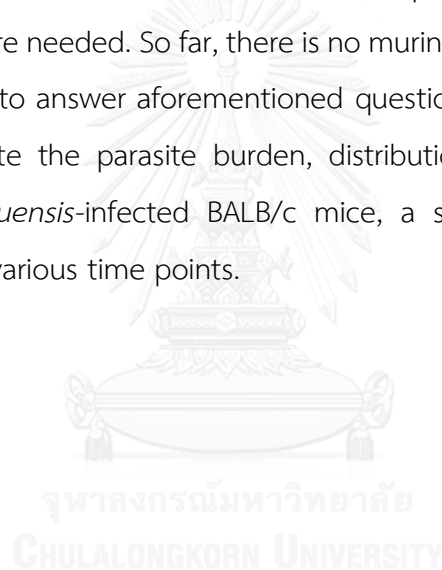 re needed. So far, there is no murin
to answer aforementioned questio
te the parasite burden, distributio
uensis-infected BALB/c mice, a s
various time points.
จุฬาลงกรณ์มหาวิทยาลัย
CHULALONGKORN UNIVERSITY